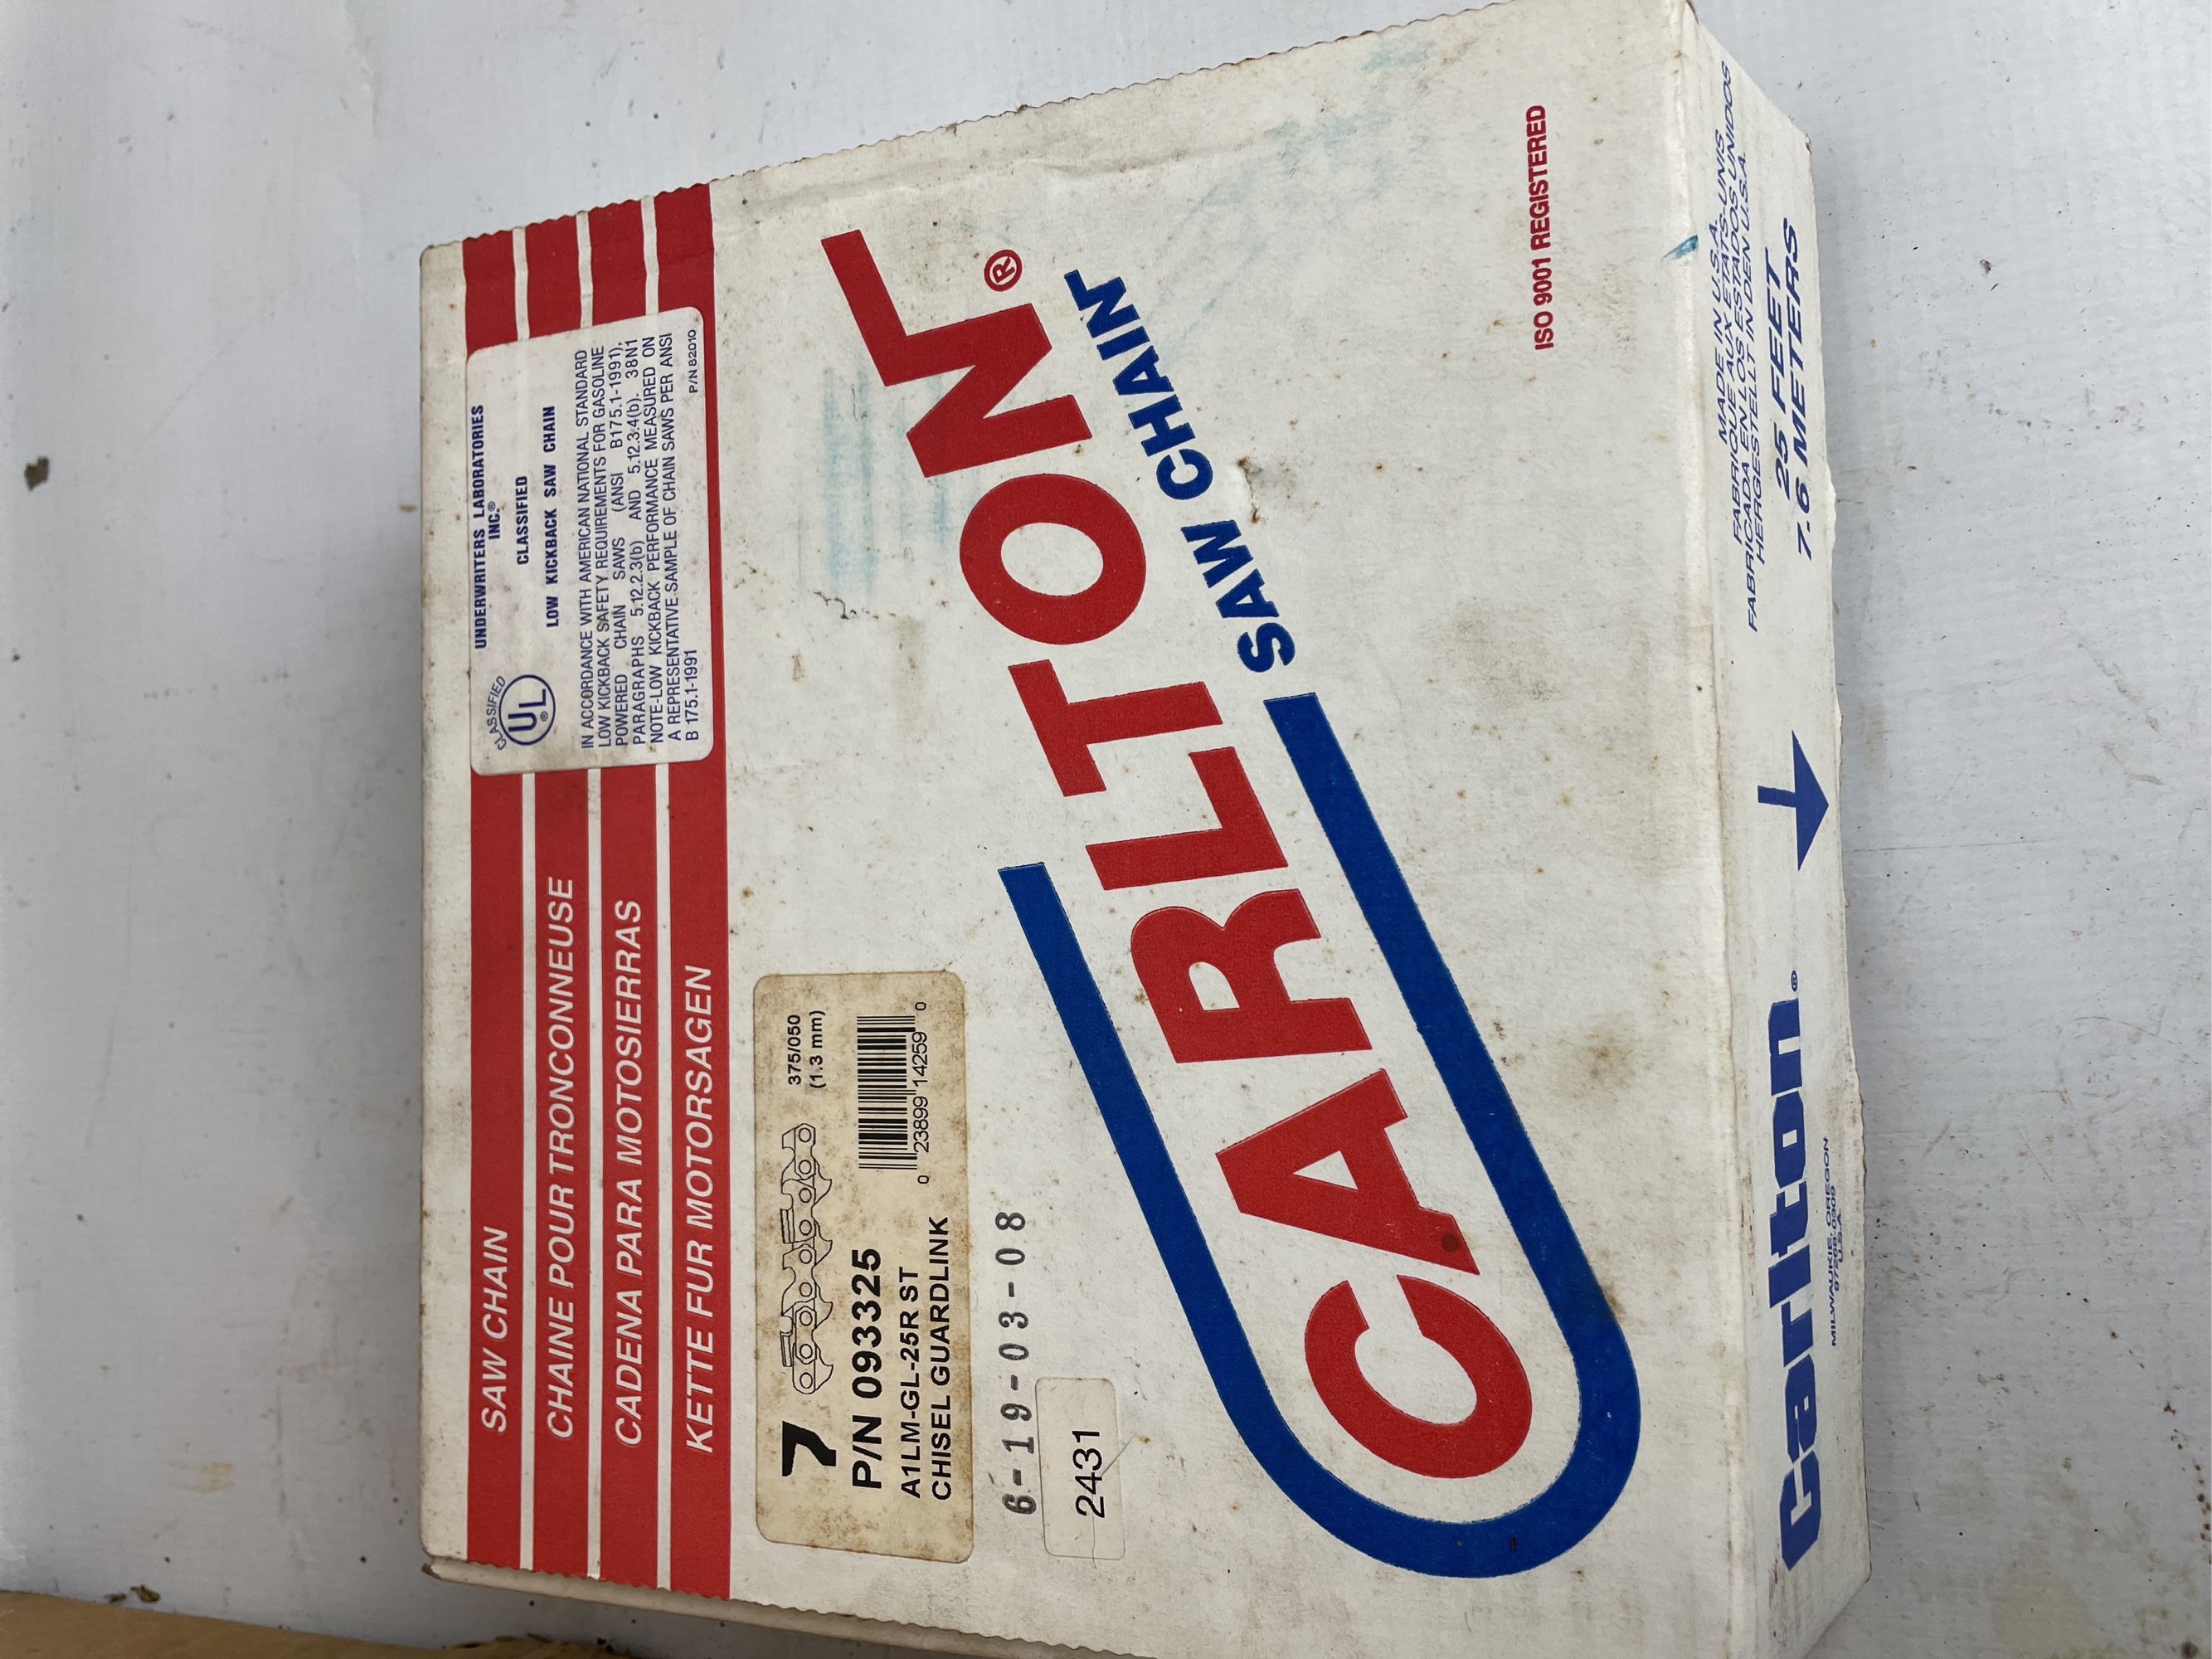 SAW CHAIN
CHAINE POUR TRONCONNEUSE
CADENA PARA MOTOSIERRAS
KETTE FUR MOTORSAGEN
CLASSIFIED
UL®
UNDERWRITERS LABORATORIES
INC.®
CLASSIFIED
LOW KICKBACK SAW CHAIN
IN ACCORDANCE WITH AMERICAN NATIONAL STANDARD
LOW KICKBACK SAFETY REQUIREMENTS FOR GASOLINE
POWERED CHAIN SAWS (ANSI B175.1-1991),
PARAGRAPHS 5.12.2.3(b) AND 5.12.3.4(b). 38N1
NOTE-LOW KICKBACK PERFORMANCE MEASURED ON
A REPRESENTATIVE SAMPLE OF CHAIN SAWS PER ANSI
B 175.1-1991
P/N 62010
7
375/050
(1.3 mm)
P/N 093325
A1LM-GL-25R ST
CHISEL GUARDLINK
0 23899 14259 0
6-19-03-08
2431
CARLTON®
SAW CHAIN
ISO 9001 REGISTERED
Carlton®
MILWAUKIE, OREGON
97268-0309
U.S.A.
MADE IN U.S.A.
FABRIQUE AUX ETATS-UNIS
FABRICADA EN LOS ESTADOS UNIDOS
HERGESTELLT IN DEN U.S.A.
25 FEET
7.6 METERS